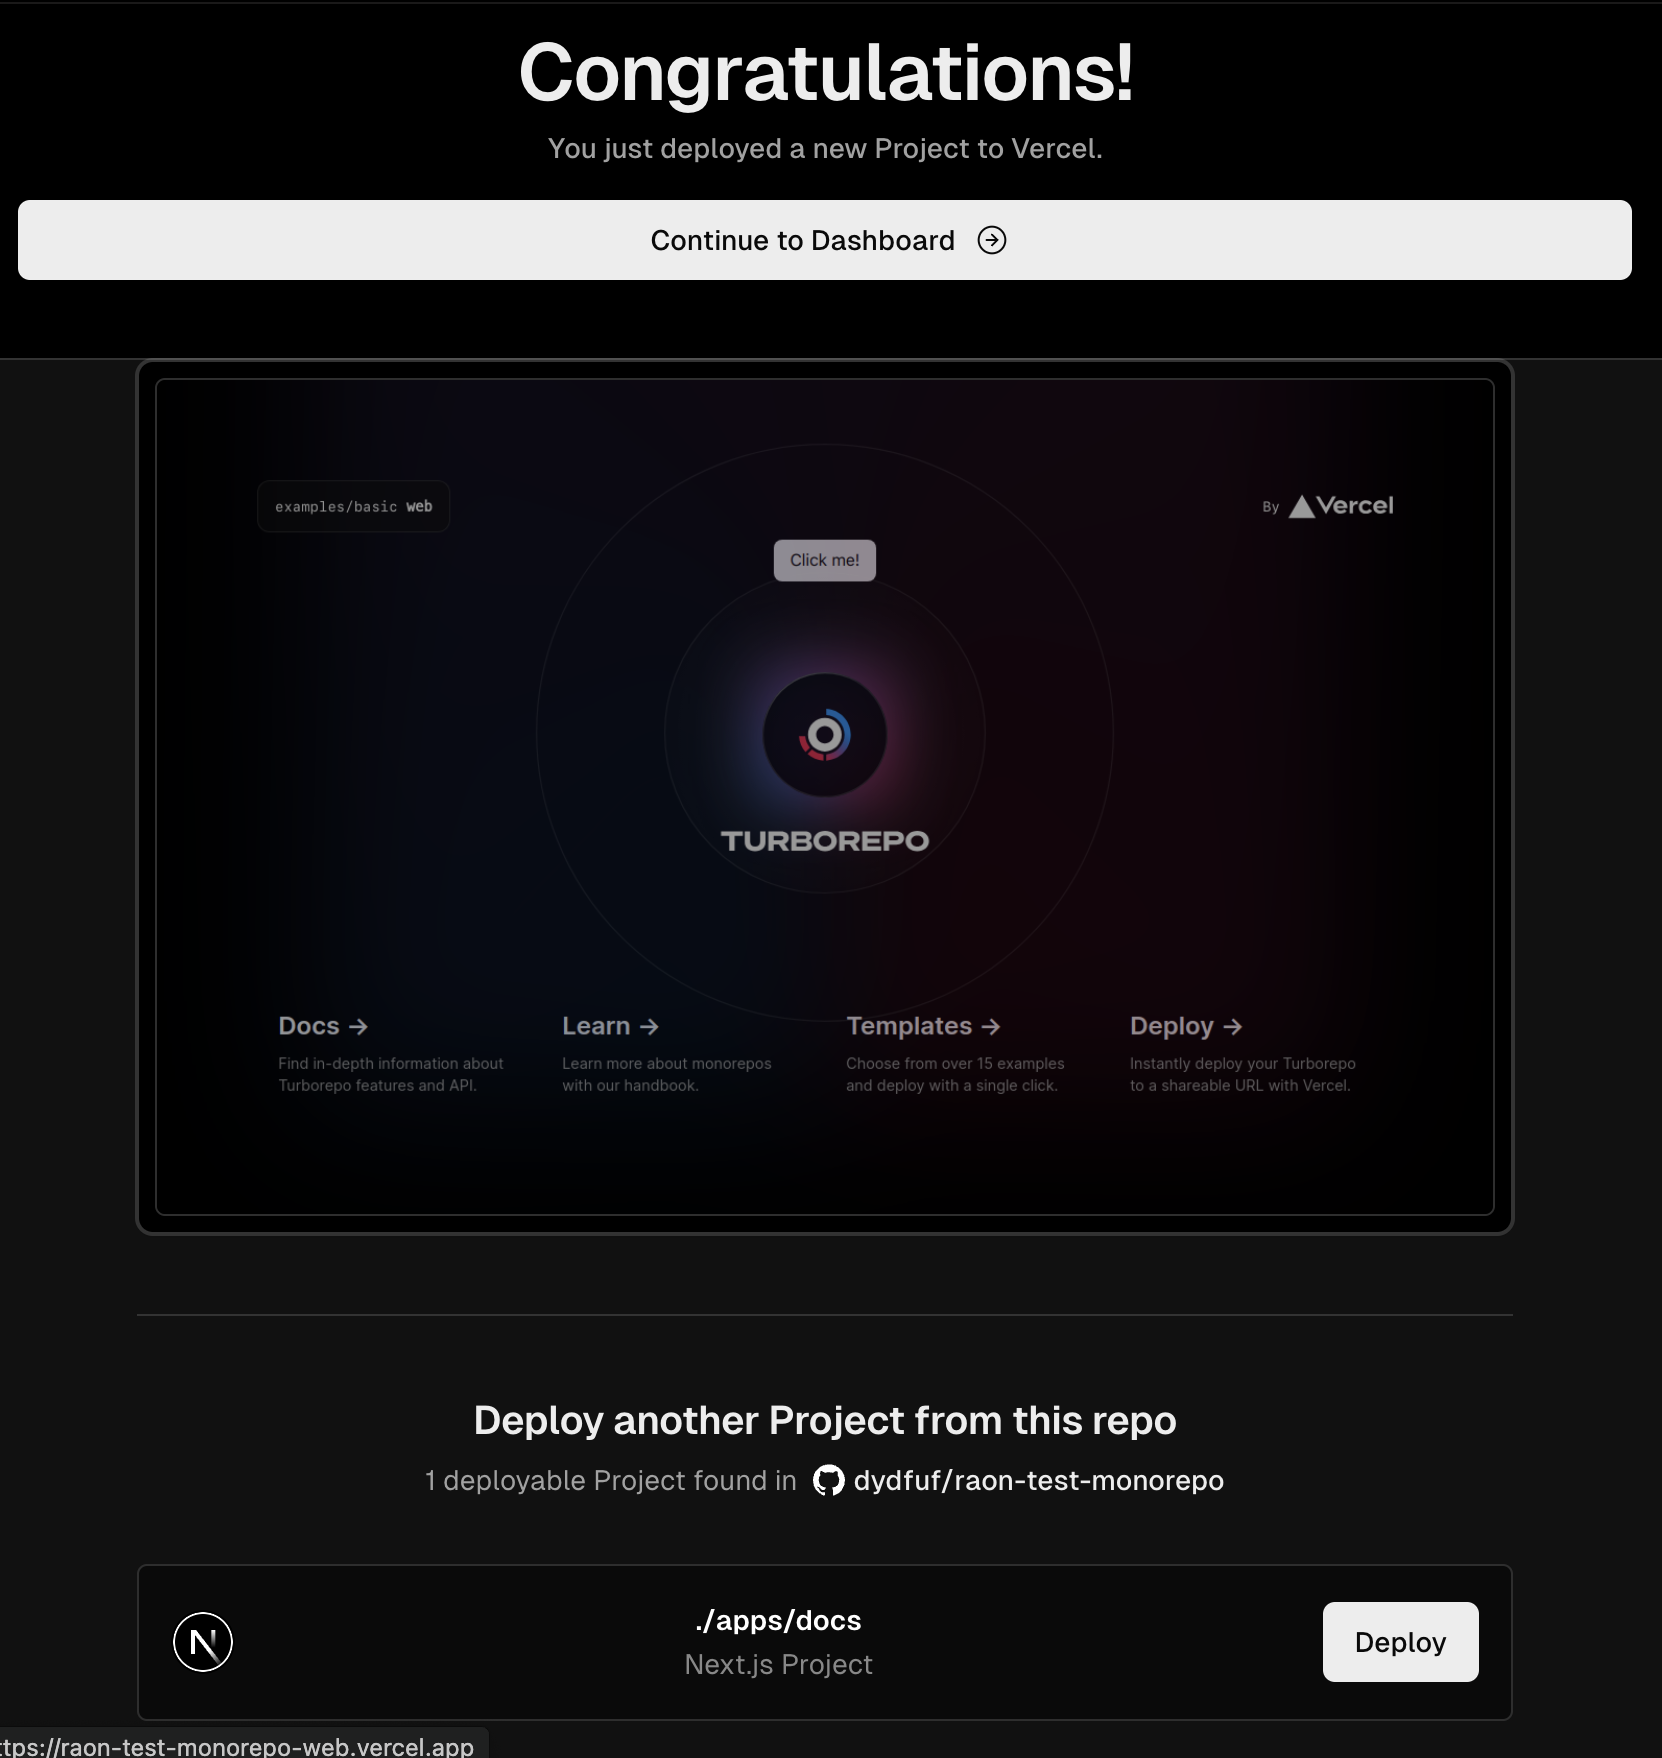 Congratulations!
You just deployed a new Project to Vercel.
Continue to Dashboard
examples/basic web
By Vercel
Click me!
TURBOREPO
Docs →
Find in-depth information about
Turborepo features and API.
Learn →
Learn more about monorepos
with our handbook.
Templates →
Choose from over 15 examples
and deploy with a single click.
Deploy →
Instantly deploy your Turborepo
to a shareable URL with Vercel.
Deploy another Project from this repo
1 deployable Project found in dydfuf/raon-test-monorepo
./apps/docs
Next.js Project
Deploy
ttps://raon-test-monorepo-web.vercel.app